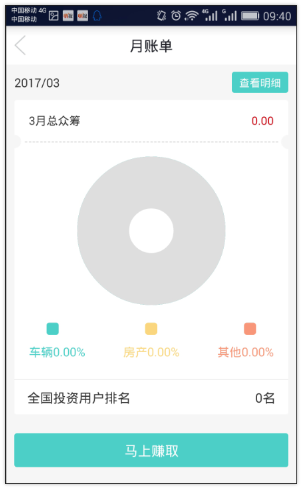 中国移动 4G
中国移动
4G
G
09:40
月账单
2017/03
查看明细
3月总众筹
0.00
车辆0.00%
房产0.00%
其他0.00%
全国投资用户排名
0名
马上赚取